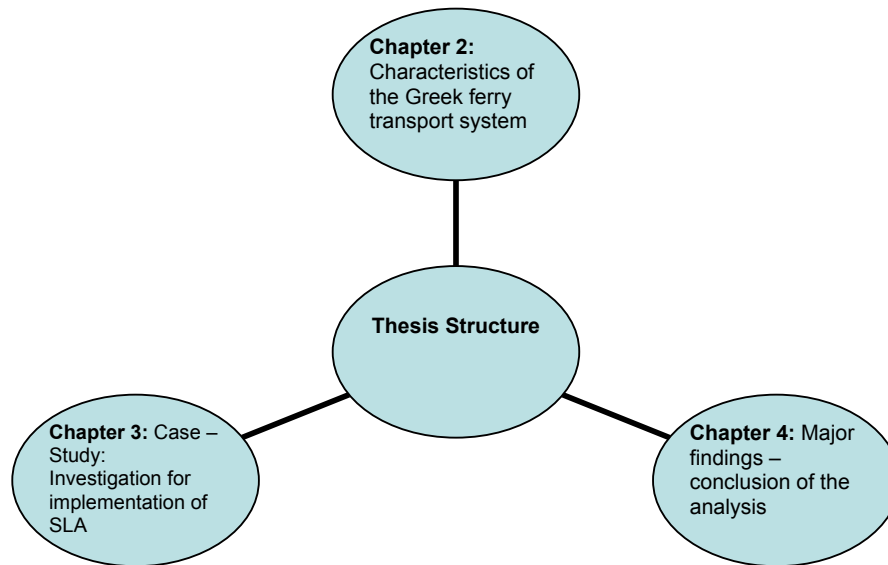 Chapter 2:
Characteristics of
the Greek ferry
transport system
Thesis Structure
Chapter 3: Case –
Study:
Investigation for
implementation of
SLA
Chapter 4: Major
findings –
conclusion of the
analysis